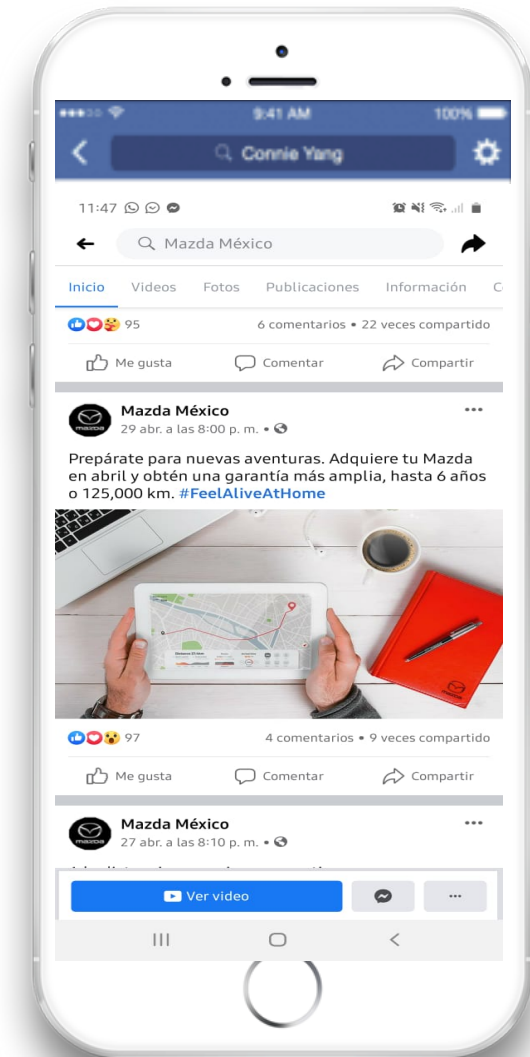 9:41 AM
100%
Connie Yang
11:47
Mazda México
Inicio Videos Fotos Publicaciones Información C
95 6 comentarios • 22 veces compartido
Me gusta Comentar Compartir
Mazda México
29 abr. a las 8:00 p. m. •
Prepárate para nuevas aventuras. Adquiere tu Mazda
en abril y obtén una garantía más amplia, hasta 6 años
o 125,000 km. #FeelAliveAtHome
97 4 comentarios • 9 veces compartido
Me gusta Comentar Compartir
Mazda México
27 abr. a las 8:10 p. m. •
Ver video